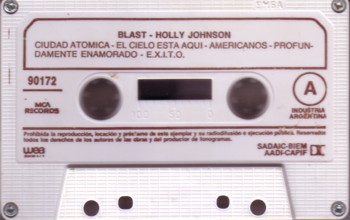 BLAST - HOLLY JOHNSON
CIUDAD ATOMICA - EL CIELO ESTA AQUI - AMERICANOS - PROFUN-
DAMENTE ENAMORADO - E.X.I.T.O.
90172
A
MCA
RECORDS
INDUSTRIA
ARGENTINA
Prohibida la reproducción, locación y préstamo de este ejemplar y su radiodifusión o ejecución pública. Reservados
todos los derechos de los autores de las obras y del productor de fonogramas.
wea
SADAIC-BIEM
AADI-CAPIF